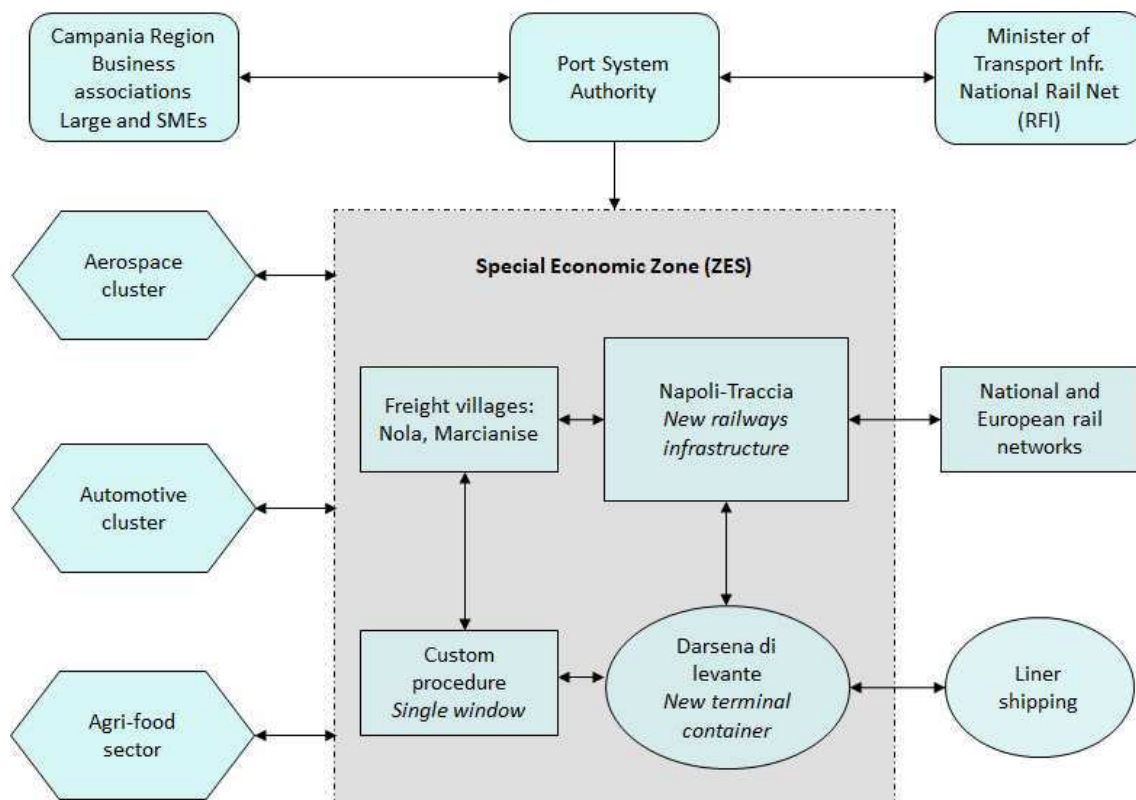 Campania Region
Business
associations
Large and SMEs
Port System
Authority
Minister of
Transport Infr.
National Rail Net
(RFI)
Aerospace
cluster
Special Economic Zone (ZES)
Freight villages:
Nola, Marcianise
Napoli-Traccia
New railways
infrastructure
National and
European rail
networks
Automotive
cluster
Custom
procedure
Single window
Darsena di
levante
New terminal
container
Liner
shipping
Agri-food
sector